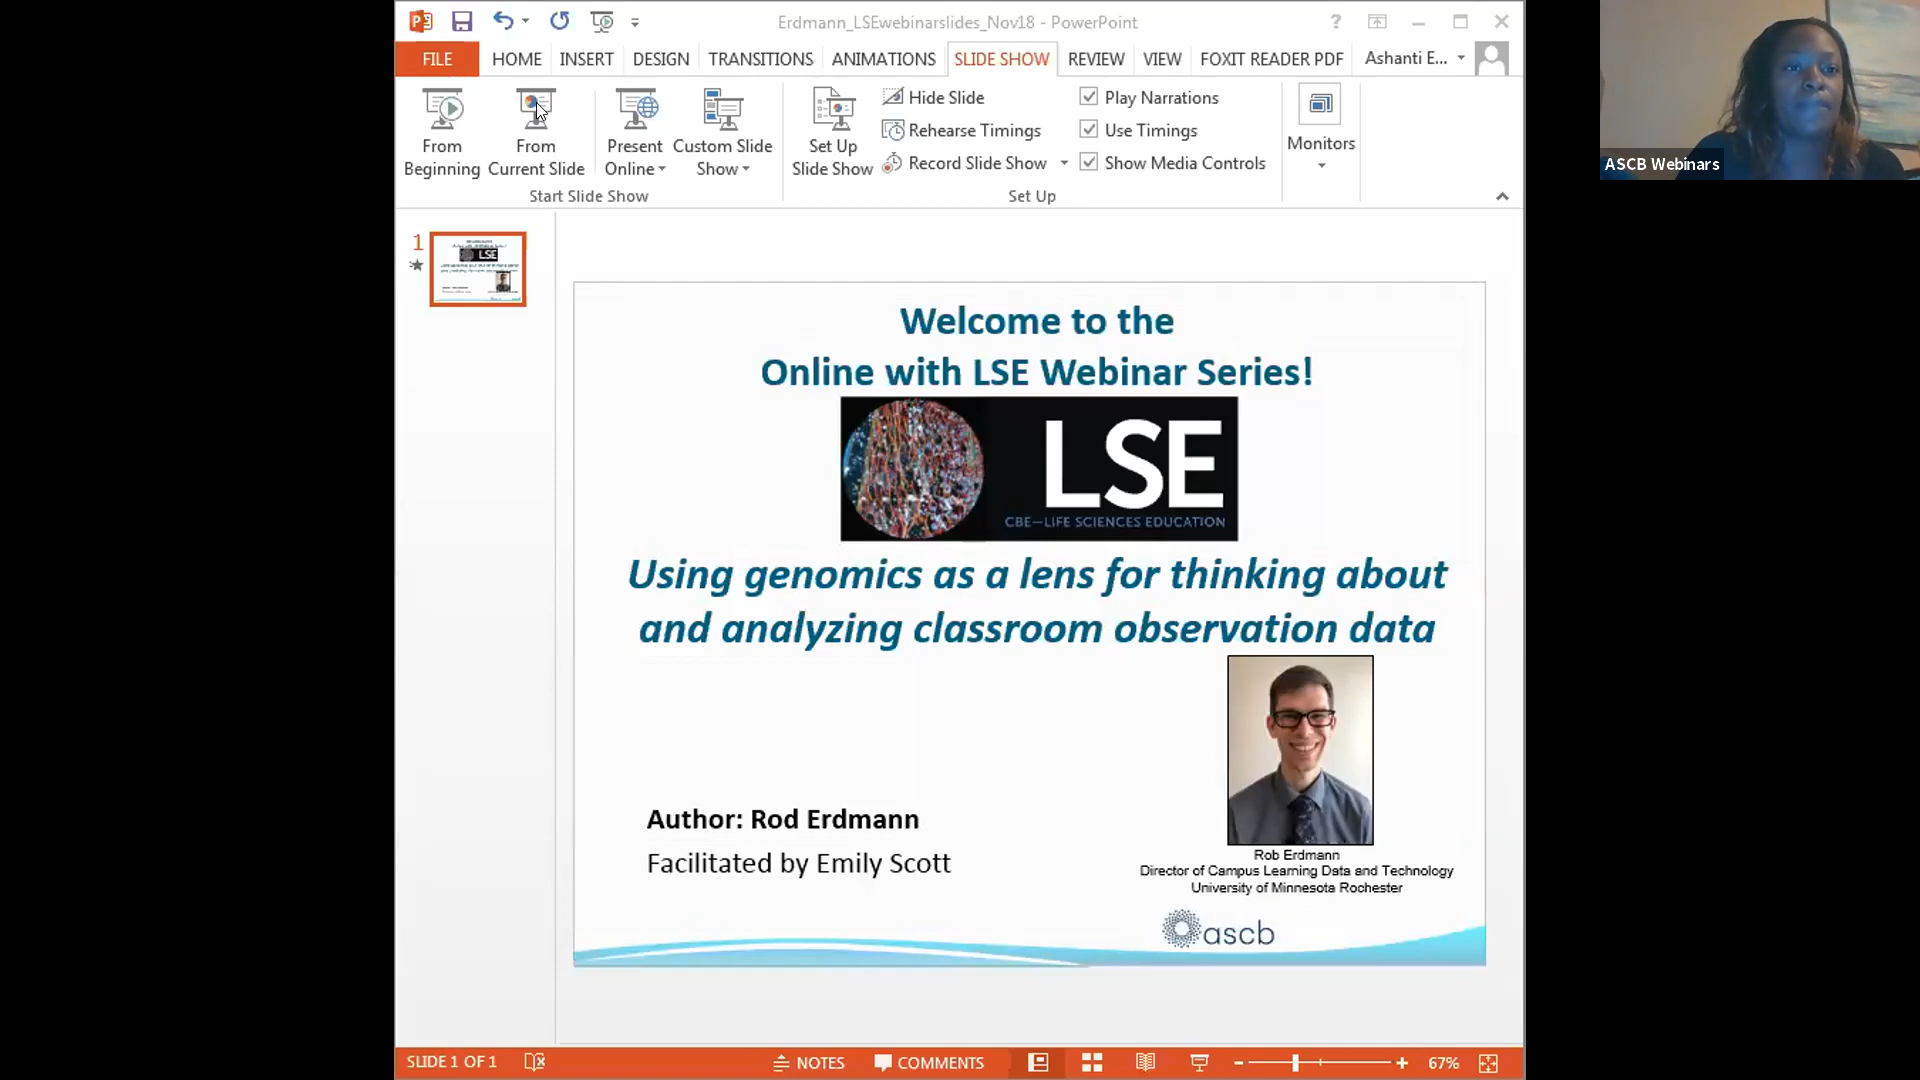 Erdmann_LSEwebinarslides_Nov18 - PowerPoint
FILE HOME INSERT DESIGN TRANSITIONS ANIMATIONS SLIDE SHOW REVIEW VIEW FOXIT READER PDF Ashanti E...
From Beginning
From Current Slide
Present Online
Custom Slide Show
Set Up Slide Show
Hide Slide
Rehearse Timings
Record Slide Show
Play Narrations
Use Timings
Show Media Controls
Monitors
Start Slide Show
Set Up
ASCB Webinars
1
LSE
Welcome to the
Online with LSE Webinar Series!
LSE
CBE—LIFE SCIENCES EDUCATION
Using genomics as a lens for thinking about
and analyzing classroom observation data
Author: Rod Erdmann
Facilitated by Emily Scott
Rob Erdmann
Director of Campus Learning Data and Technology
University of Minnesota Rochester
ascb
SLIDE 1 OF 1 NOTES COMMENTS 67%